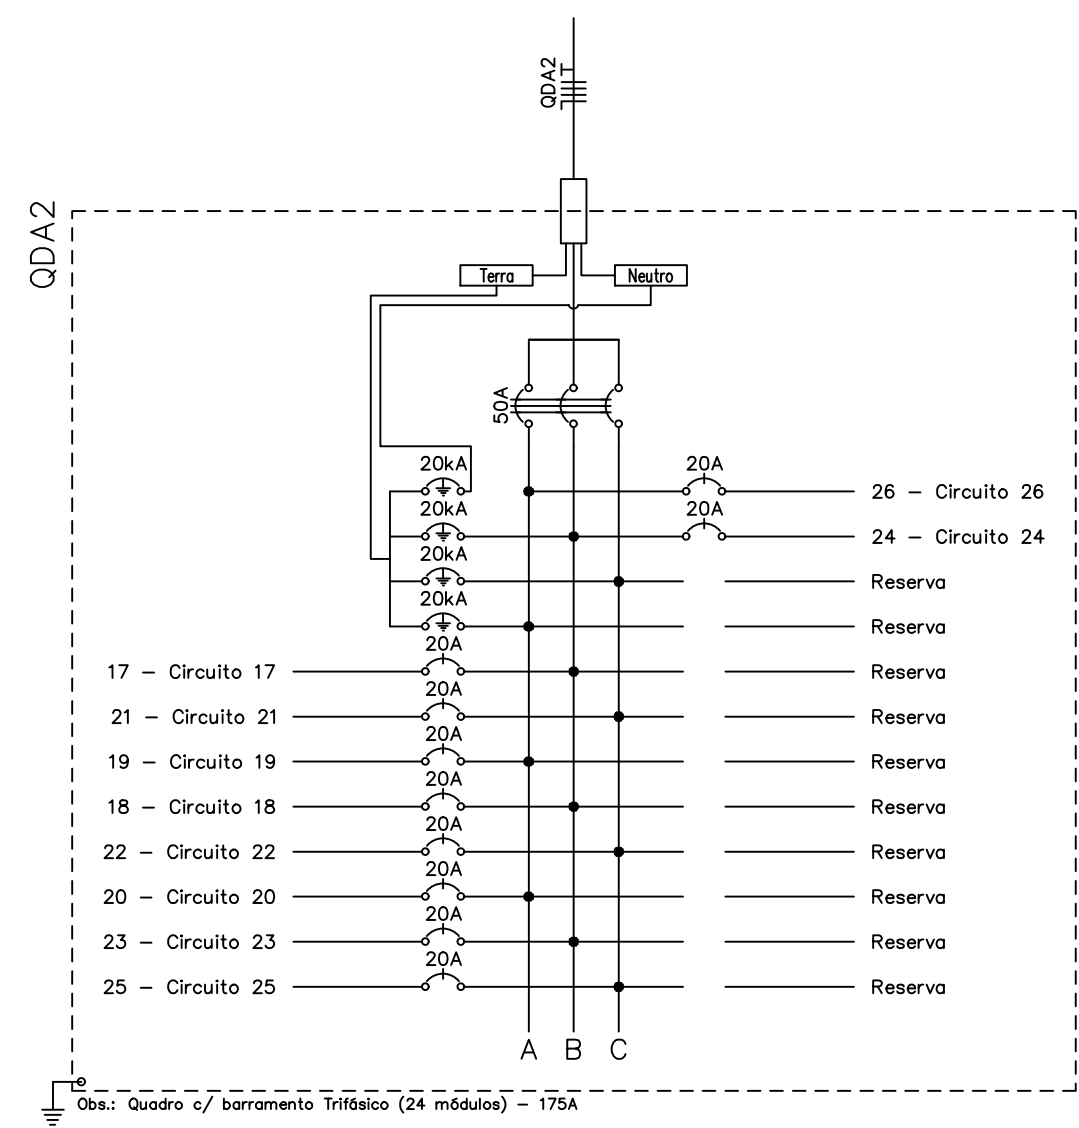 QDA2
QDA2
Terra
Neutro
50A
20kA
20A
26 - Circuito 26
20kA
20A
24 - Circuito 24
20kA
Reserva
20kA
Reserva
20A
17 - Circuito 17
Reserva
20A
21 - Circuito 21
Reserva
20A
19 - Circuito 19
Reserva
20A
18 - Circuito 18
Reserva
20A
22 - Circuito 22
Reserva
20A
20 - Circuito 20
Reserva
20A
23 - Circuito 23
Reserva
20A
25 - Circuito 25
Reserva
A B C
Obs.: Quadro c/ barramento Trifásico (24 módulos) - 175A